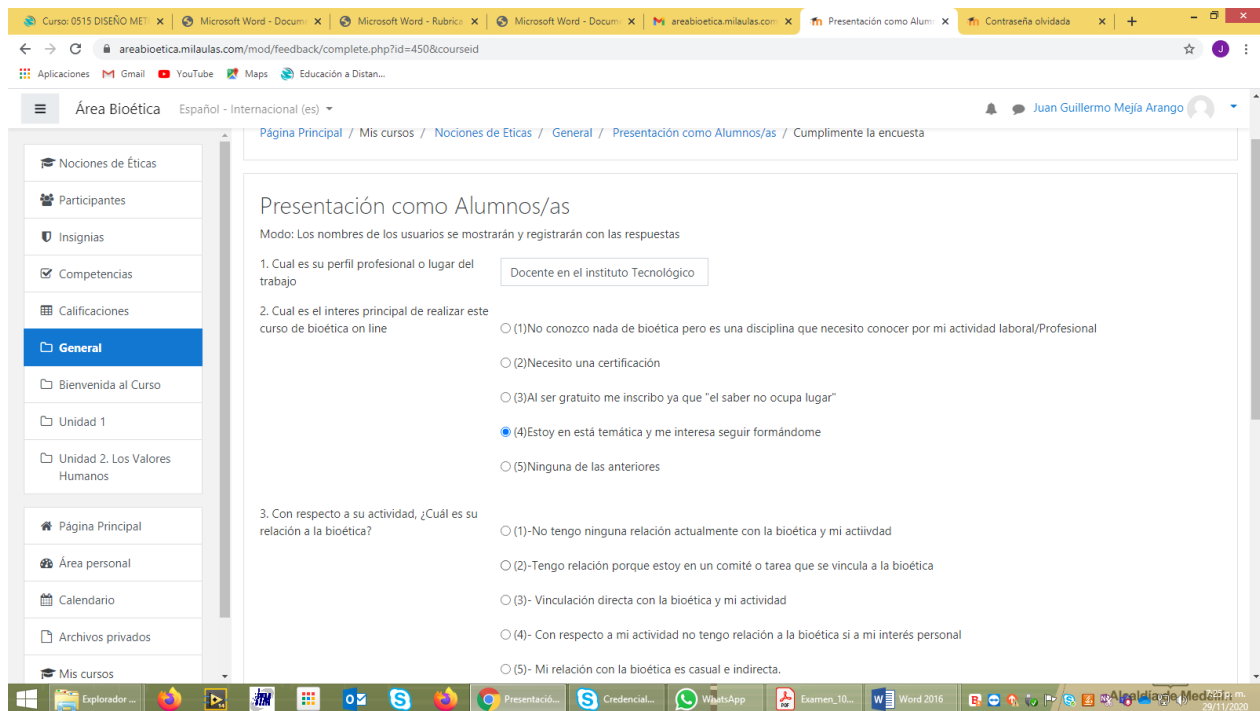 Curso: 0515 DISEÑO MET
Microsoft Word - Docum
Microsoft Word - Rubric
Microsoft Word - Docum
areabioetica.milaulas.com
Presentación como Alumn
Contraseña olvidada
areabioetica.milaulas.com/mod/feedback/complete.php?id=450&courseid
J
Aplicaciones
Gmail
YouTube
Maps
Educación a Distan...
Área Bioética
Español - Internacional (es)
Juan Guillermo Mejía Arango
Página Principal / Mis cursos / Nociones de Eticas / General / Presentación como Alumnos/as / Cumplimente la encuesta
Nociones de Éticas
Participantes
Insignias
Competencias
Calificaciones
General
Bienvenida al Curso
Unidad 1
Unidad 2. Los Valores
Humanos
Página Principal
Área personal
Calendario
Archivos privados
Mis cursos
Presentación como Alumnos/as
Modo: Los nombres de los usuarios se mostrarán y registrarán con las respuestas
1. Cual es su perfil profesional o lugar del
trabajo
Docente en el instituto Tecnológico
2. Cual es el interes principal de realizar este
curso de bioética on line
(1)No conozco nada de bioética pero es una disciplina que necesito conocer por mi actividad laboral/Profesional
(2)Necesito una certificación
(3)Al ser gratuito me inscribo ya que "el saber no ocupa lugar"
(4)Estoy en está temática y me interesa seguir formándome
(5)Ninguna de las anteriores
3. Con respecto a su actividad, ¿Cuál es su
relación a la bioética?
(1)-No tengo ninguna relación actualmente con la bioética y mi actiivdad
(2)-Tengo relación porque estoy en un comité o tarea que se vincula a la bioética
(3)- Vinculación directa con la bioética y mi actividad
(4)- Con respecto a mi actividad no tengo relación a la bioética si a mi interés personal
(5)- Mi relación con la bioética es casual e indirecta.
Explorador ...
Presentació...
Credencial...
WhatsApp
Examen_10...
Word 2016
Alcaldía de Medellín
p. m.
29/11/2020